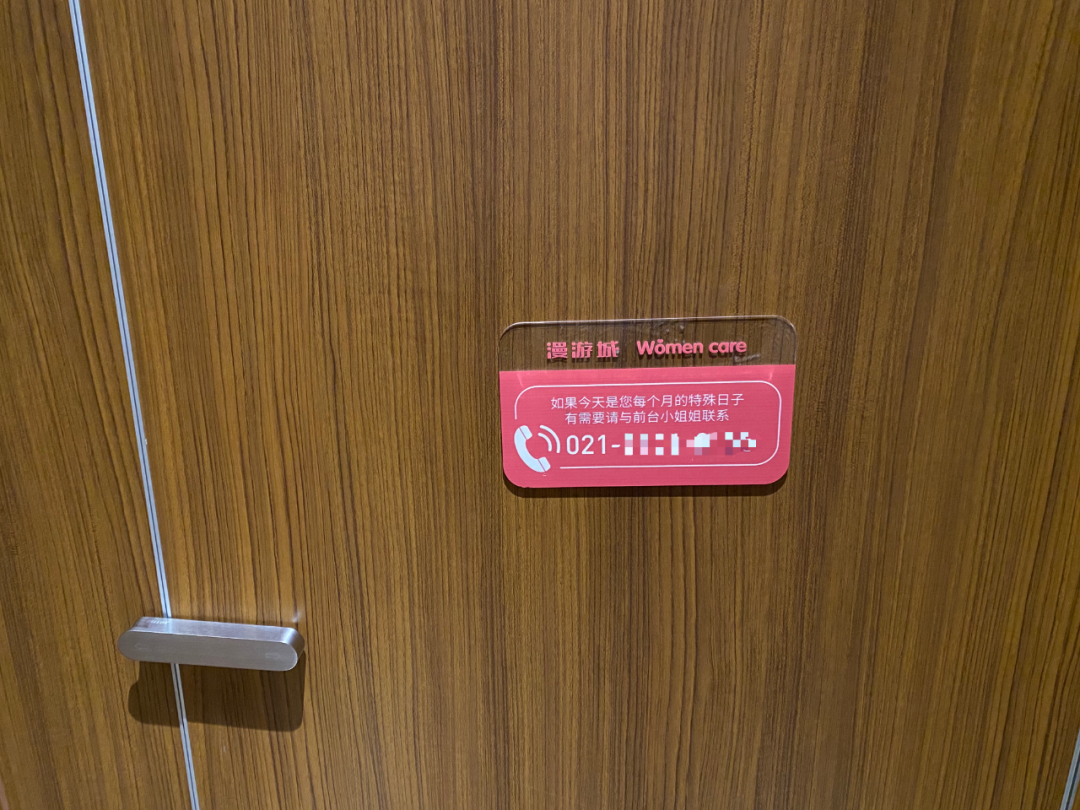 漫游城 Women care
如果今天是您每个月的特殊日子
有需要请与前台小姐姐联系
021-